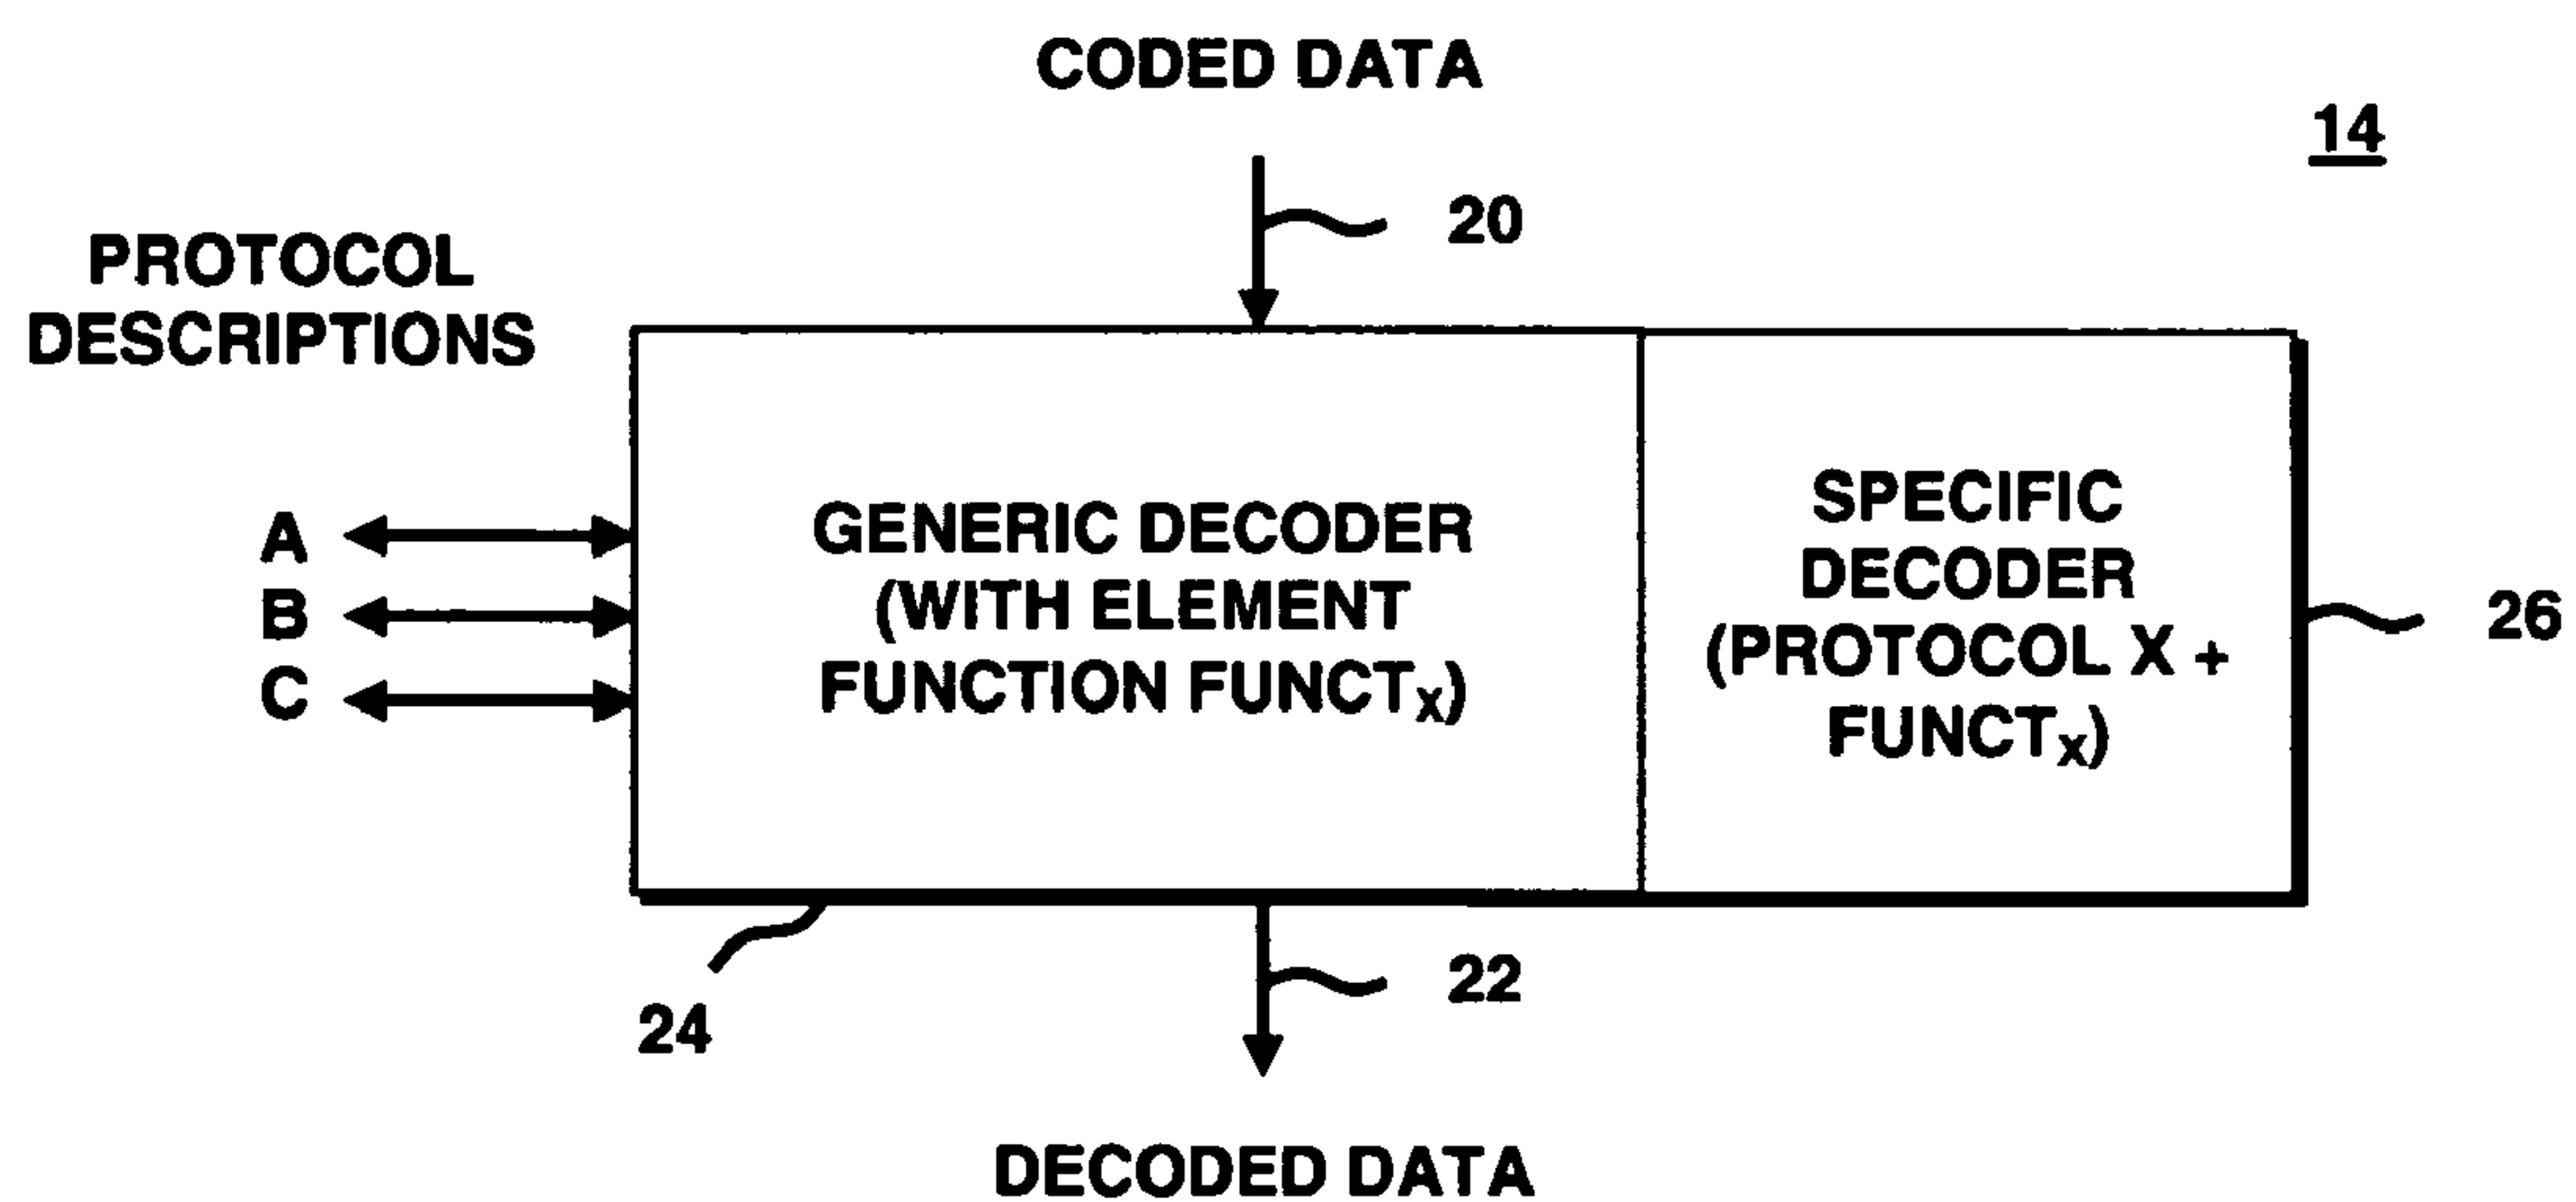 CODED DATA
14
20
PROTOCOL
DESCRIPTIONS
A
B
C
GENERIC DECODER
(WITH ELEMENT
FUNCTION FUNCTX)
SPECIFIC
DECODER
(PROTOCOL X +
FUNCTX)
26
24
22
DECODED DATA